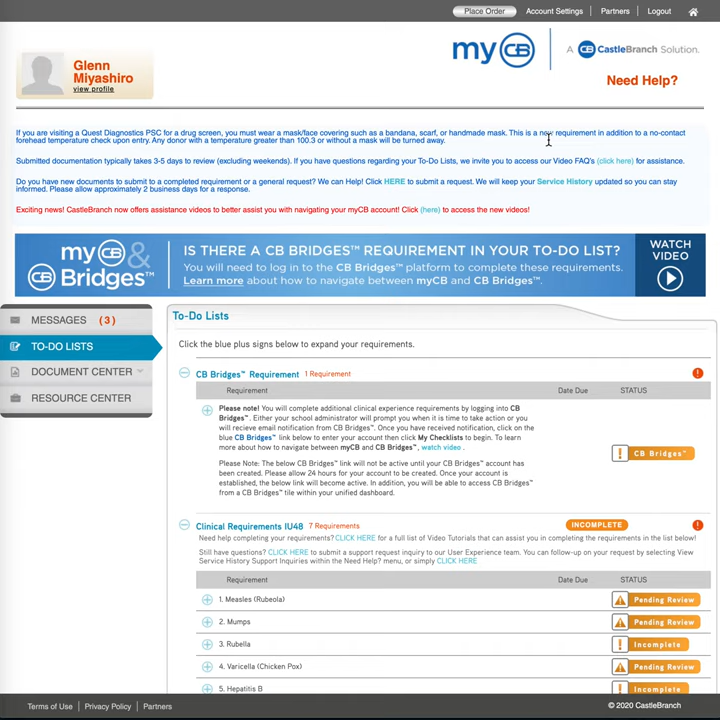 Place Order Account Settings Partners Logout
Glenn
Miyashiro
view profile
my CB A CB CastleBranch Solution.
Need Help?
If you are visiting a Quest Diagnostics PSC for a drug screen, you must wear a mask/face covering such as a bandana, scarf, or handmade mask. This is a new requirement in addition to a no-contact
forehead temperature check upon entry. Any donor with a temperature greater than 100.3 or without a mask will be turned away.
Submitted documentation typically takes 3-5 days to review (excluding weekends). If you have questions regarding your To-Do Lists, we invite you to access our Video FAQ's (click here) for assistance.
Do you have new documents to submit to a completed requirement or a general request? We can Help! Click HERE to submit a request. We will keep your Service History updated so you can stay
informed. Please allow approximately 2 business days for a response.
Exciting news! CastleBranch now offers assistance videos to better assist you with navigating your myCB account! Click (here) to access the new videos!
my CB &
CB Bridges™
IS THERE A CB BRIDGES™ REQUIREMENT IN YOUR TO-DO LIST?
You will need to log in to the CB Bridges™ platform to complete these requirements.
Learn more about how to navigate between myCB and CB Bridges™.
WATCH
VIDEO
MESSAGES (3)
TO-DO LISTS
DOCUMENT CENTER
RESOURCE CENTER
To-Do Lists
Click the blue plus signs below to expand your requirements.
CB Bridges™ Requirement 1 Requirement !
Requirement Date Due STATUS
Please note! You will complete additional clinical experience requirements by logging into CB
Bridges™. Either your school administrator will prompt you when it is time to take action or you
will recieve email notification from CB Bridges™. Once you have received notification, click on the
blue CB Bridges™ link below to enter your account then click My Checklists to begin. To learn
more about how to navigate between myCB and CB Bridges™, watch video .
! CB Bridges™
Please Note: The below CB Bridges™ link will not be active until your CB Bridges™ account has
been created. Please allow 24 hours for your account to be created. Once your account is
established, the below link will become active. In addition, you will be able to access CB Bridges™
from a CB Bridges™ tile within your unified dashboard.
Clinical Requirements IU48 7 Requirements INCOMPLETE !
Need help completing your requirements? CLICK HERE for a full list of Video Tutorials that can assist you in completing the requirements in the list below!
Still have questions? CLICK HERE to submit a support request inquiry to our User Experience team. You can follow-up on your request by selecting View
Service History Support Inquiries within the Need Help? menu, or simply CLICK HERE
Requirement Date Due STATUS
1. Measles (Rubeola) Pending Review
2. Mumps Pending Review
3. Rubella ! Incomplete
4. Varicella (Chicken Pox) Pending Review
5. Hepatitis B Incomplete
Terms of Use Privacy Policy Partners © 2020 CastleBranch